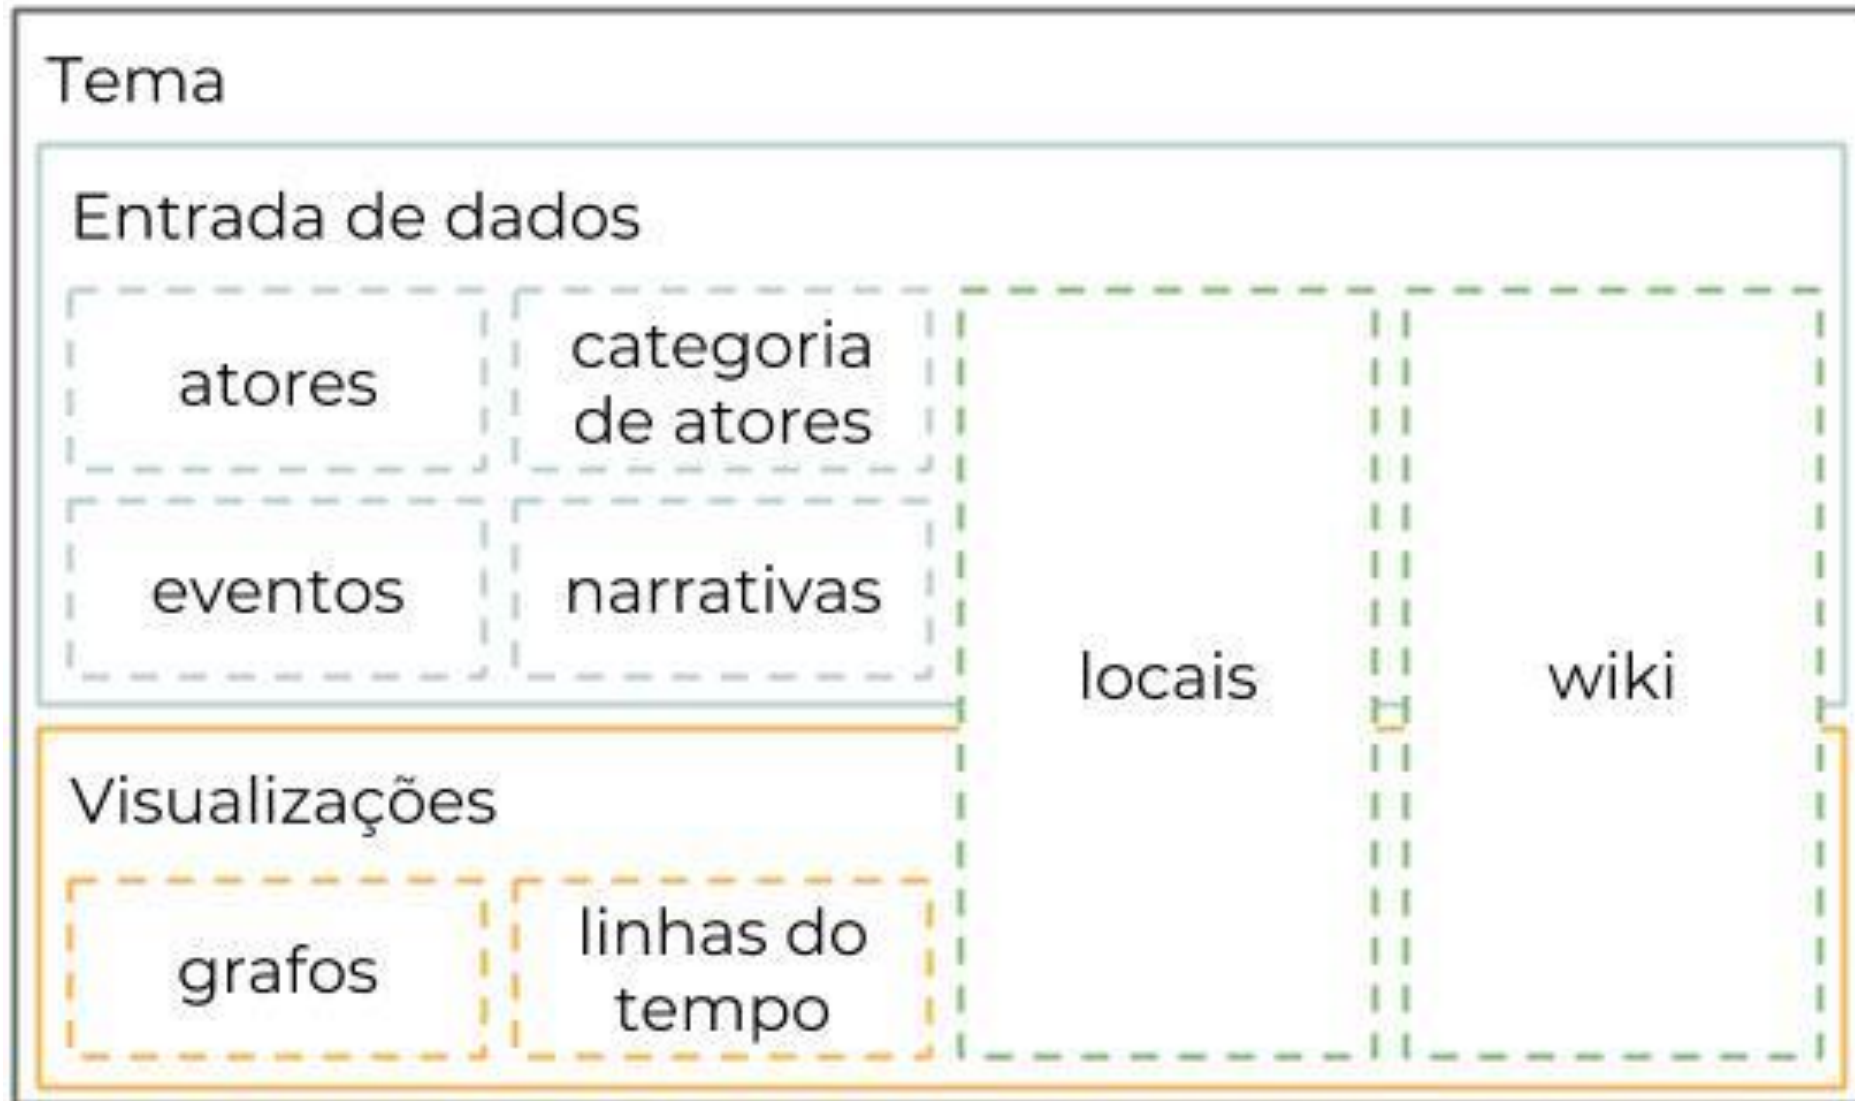 Tema
Entrada de dados
atores
categoria
de atores
eventos
narrativas
locais
wiki
Visualizações
grafos
linhas do
tempo